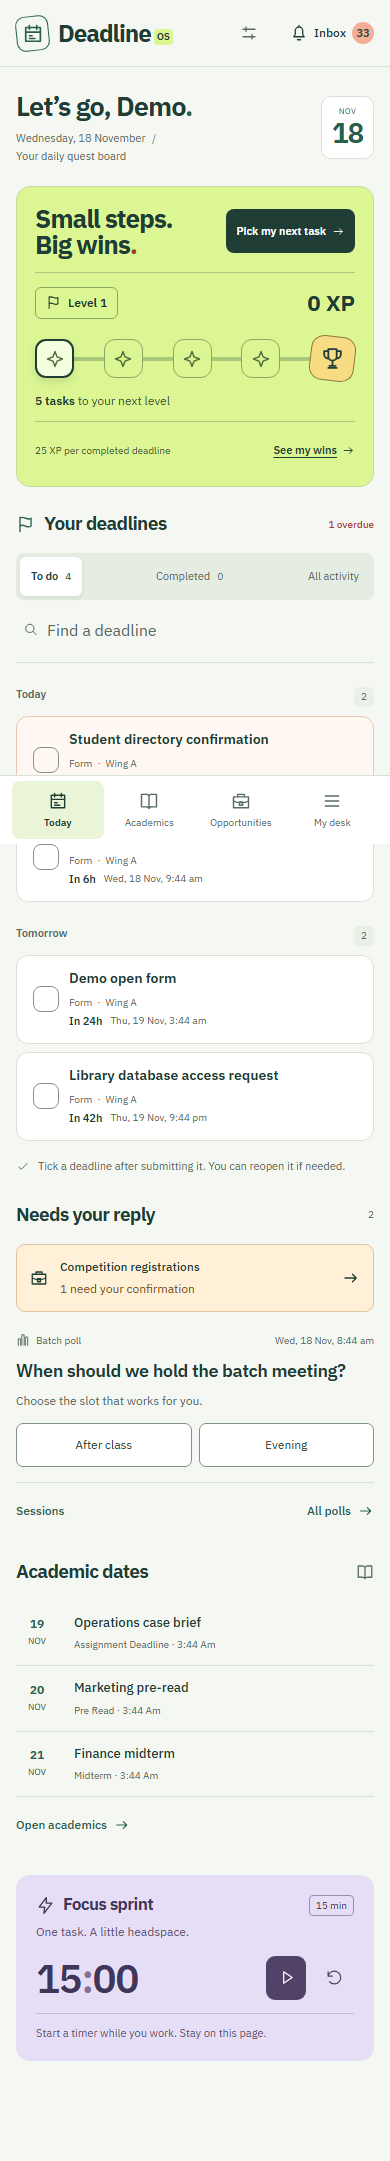 Deadline OS
Inbox 33
Let's go, Demo.
Wednesday, 18 November /
Your daily quest board
NOV
18
Small steps.
Big wins.
Pick my next task →
Level 1
0 XP
5 tasks to your next level
25 XP per completed deadline
See my wins →
Your deadlines
1 overdue
To do 4
Completed 0
All activity
Find a deadline
Today
2
Student directory confirmation
Form · Wing A
Today
Academics
Opportunities
My desk
Form · Wing A
In 6h Wed, 18 Nov, 9:44 am
Tomorrow
2
Demo open form
Form · Wing A
In 24h Thu, 19 Nov, 3:44 am
Library database access request
Form · Wing A
In 42h Thu, 19 Nov, 9:44 pm
Tick a deadline after submitting it. You can reopen it if needed.
Needs your reply
2
Competition registrations
1 need your confirmation
→
Batch poll
Wed, 18 Nov, 8:44 am
When should we hold the batch meeting?
Choose the slot that works for you.
After class
Evening
Sessions
All polls →
Academic dates
19
NOV
Operations case brief
Assignment Deadline · 3:44 Am
20
NOV
Marketing pre-read
Pre Read · 3:44 Am
21
NOV
Finance midterm
Midterm · 3:44 Am
Open academics →
Focus sprint
15 min
One task. A little headspace.
15:00
Start a timer while you work. Stay on this page.